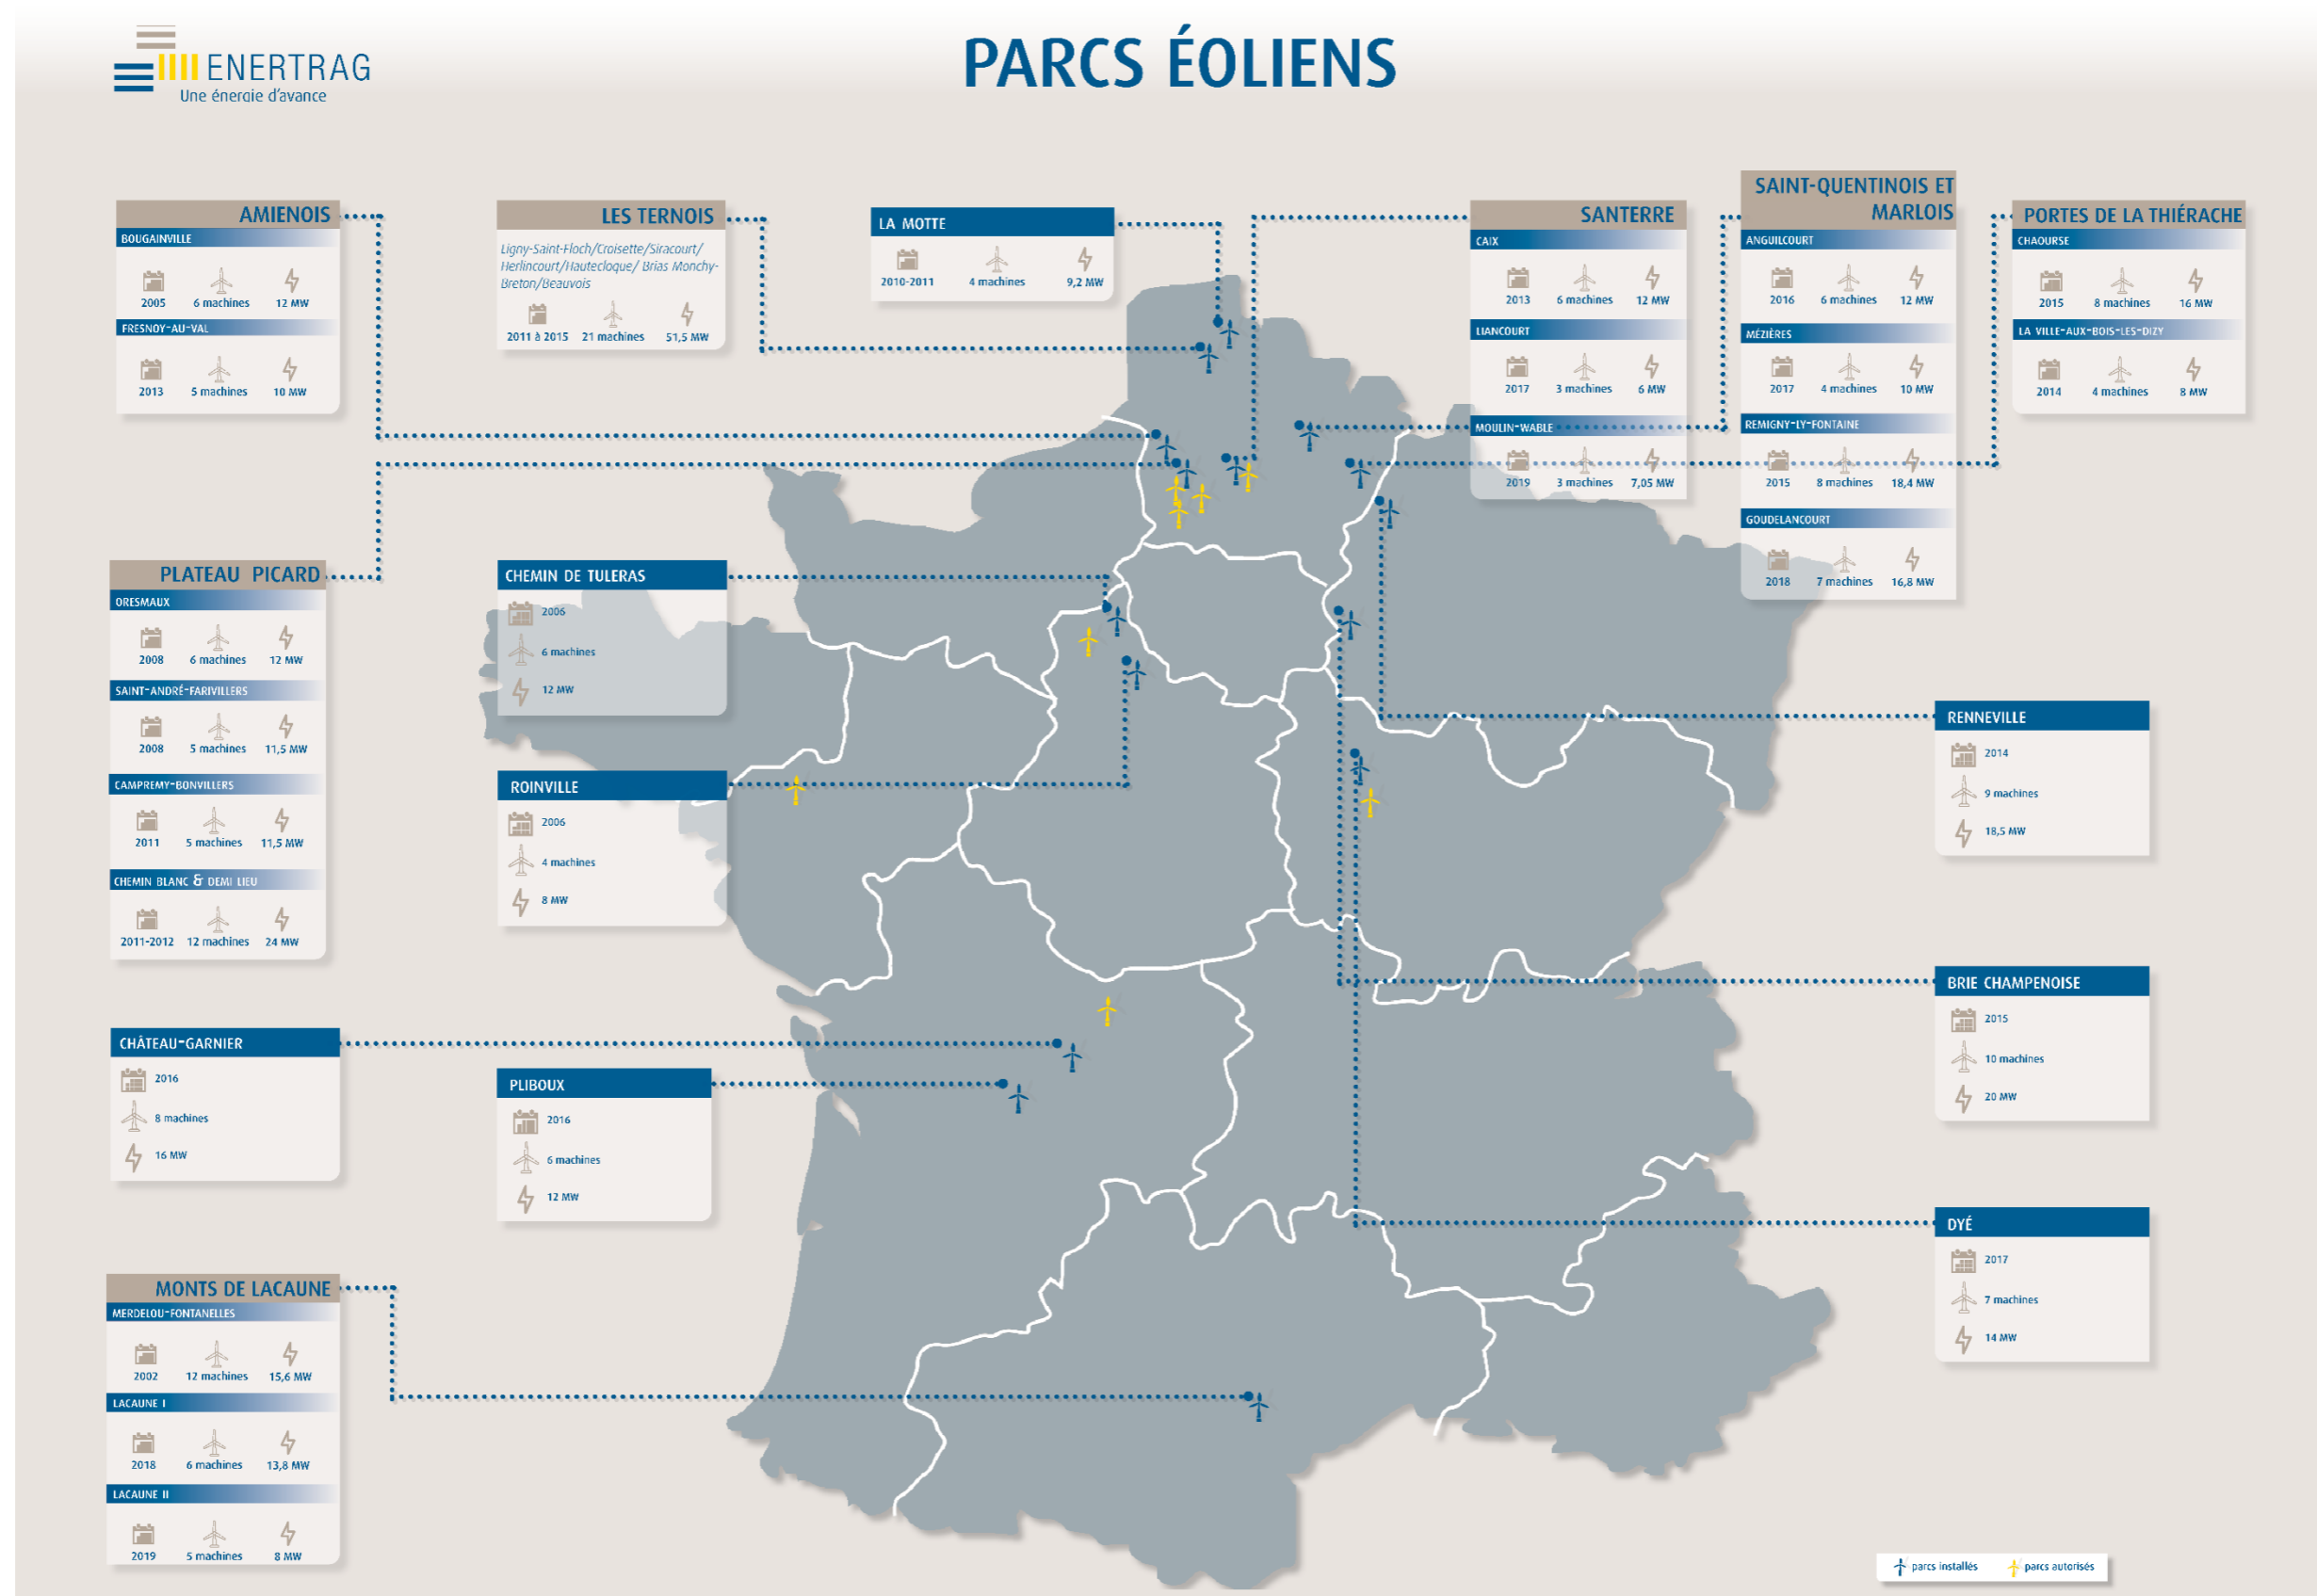 ENERTRAG
Une énergie d'avance
PARCS ÉOLIENS
AMIENOIS
BOUGAINVILLE
2005 6 machines 12 MW
FRESNOY-AU-VAL
2013 5 machines 10 MW
LES TERNOIS
Ligny-Saint-Floch/Croisette/Siracourt/
Herlincourt/Hautecloque/ Brias Monchy-
Breton/Beauvois
2011 à 2015 21 machines 51,5 MW
LA MOTTE
2010-2011 4 machines 9,2 MW
SANTERRE
CAIX
2013 6 machines 12 MW
LIANCOURT
2017 3 machines 6 MW
MOULIN-WABLE
2019 3 machines 7,05 MW
SAINT-QUENTINOIS ET
MARLOIS
ANGUILCOURT
2016 6 machines 12 MW
MÉZIÈRES
2017 4 machines 10 MW
REMIGNY-LY-FONTAINE
2015 8 machines 18,4 MW
GOUDELANCOURT
2018 7 machines 16,8 MW
PORTES DE LA THIÉRACHE
CHAOURSE
2015 8 machines 16 MW
LA VILLE-AUX-BOIS-LES-DIZY
2014 4 machines 8 MW
PLATEAU PICARD
ORESMAUX
2008 6 machines 12 MW
SAINT-ANDRÉ-FARIVILLERS
2008 5 machines 11,5 MW
CAMPREMY-BONVILLERS
2011 5 machines 11,5 MW
CHEMIN BLANC & DEMI LIEU
2011-2012 12 machines 24 MW
CHEMIN DE TULERAS
2006
6 machines
12 MW
ROINVILLE
2006
4 machines
8 MW
RENNEVILLE
2014
9 machines
18,5 MW
BRIE CHAMPENOISE
2015
10 machines
20 MW
CHÂTEAU-GARNIER
2016
8 machines
16 MW
PLIBOUX
2016
6 machines
12 MW
DYÉ
2017
7 machines
14 MW
MONTS DE LACAUNE
MERDELOU-FONTANELLES
2002 12 machines 15,6 MW
LACAUNE I
2018 6 machines 13,8 MW
LACAUNE II
2019 5 machines 8 MW
parcs installés parcs autorisés